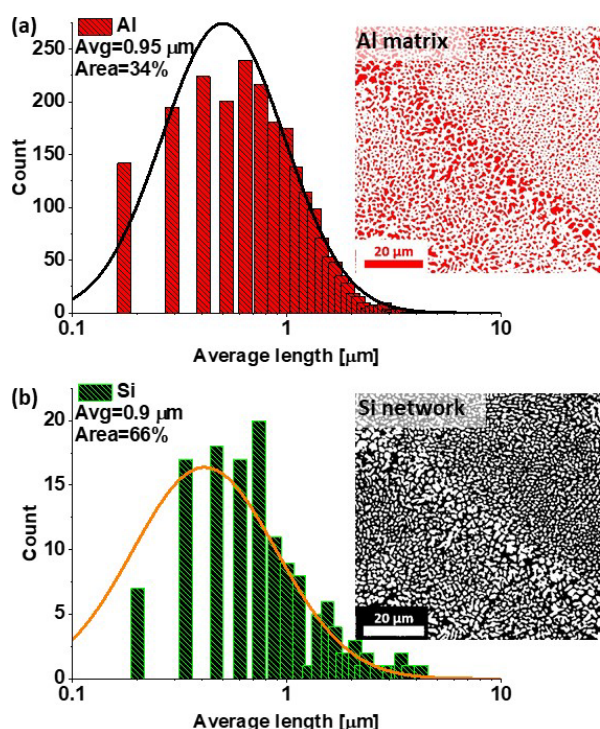 (a)
Al
Avg=0.95 µm
Area=34%
Al matrix
20 µm
250
200
150
100
50
0
Count
0.1
1
10
Average length [µm]
(b)
Si
Avg=0.9 µm
Area=66%
Si network
20 µm
20
15
10
5
0
Count
0.1
1
10
Average length [µm]